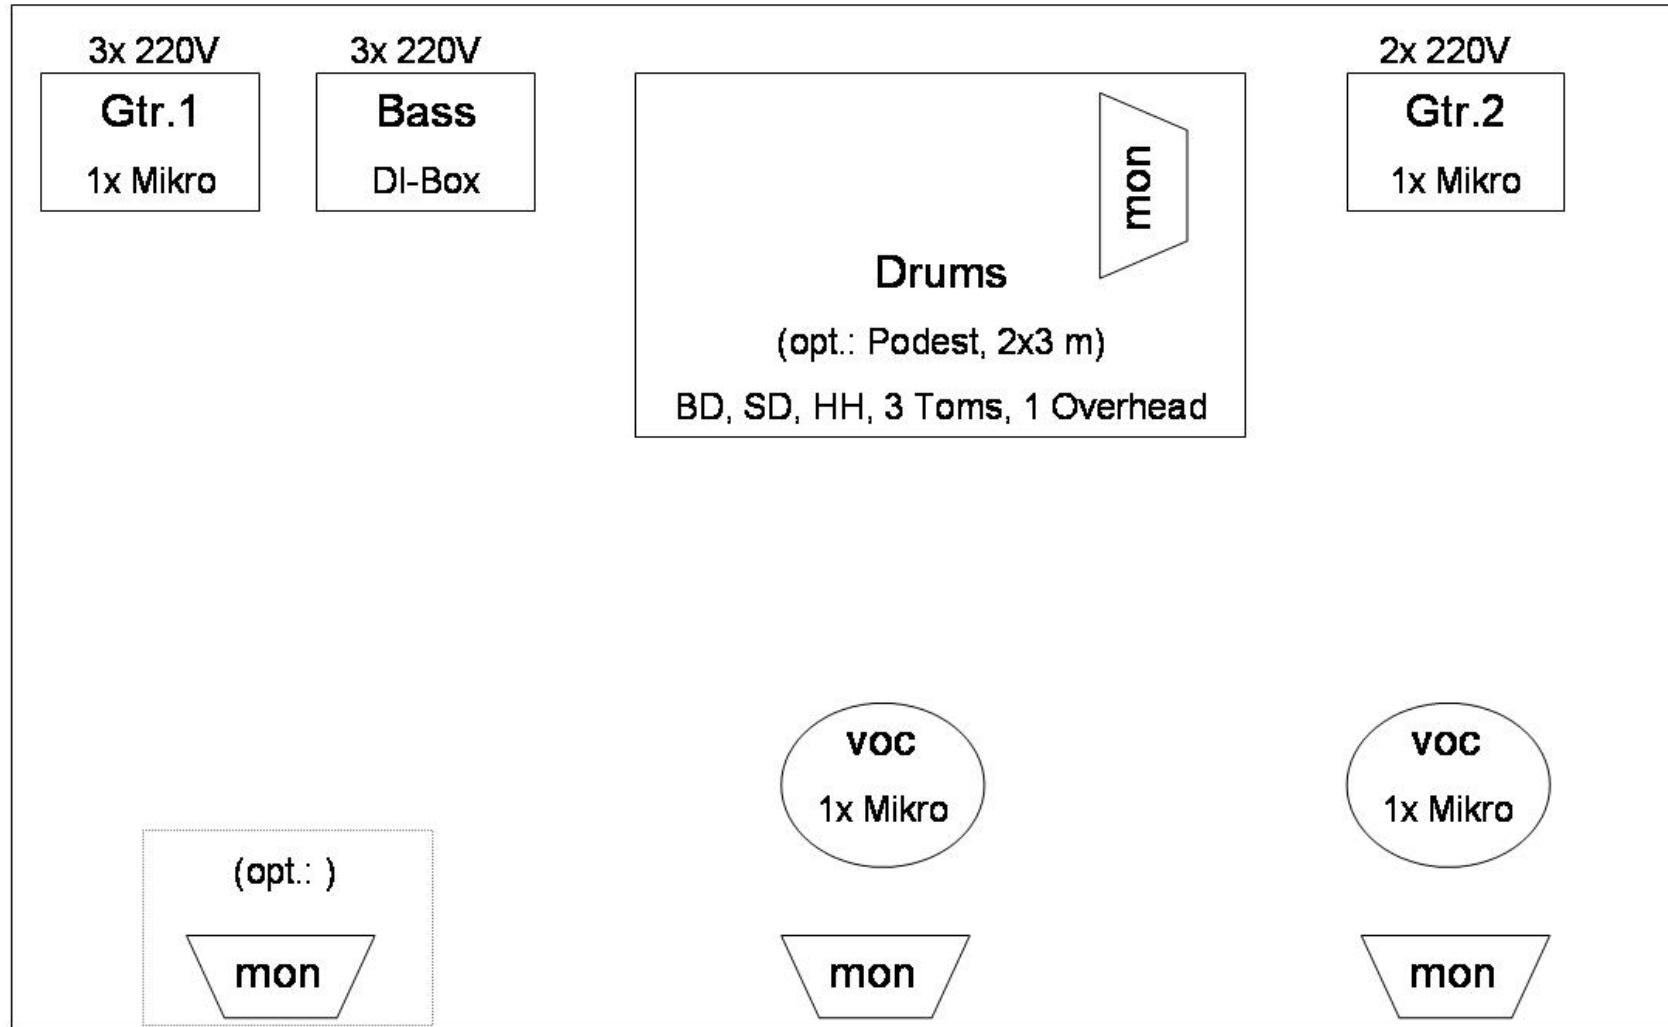 3x 220V
Gtr.1
1x Mikro
3x 220V
Bass
DI-Box
mon
Drums
(opt.: Podest, 2x3 m)
BD, SD, HH, 3 Toms, 1 Overhead
2x 220V
Gtr.2
1x Mikro
voc
1x Mikro
voc
1x Mikro
(opt.: )
mon
mon
mon